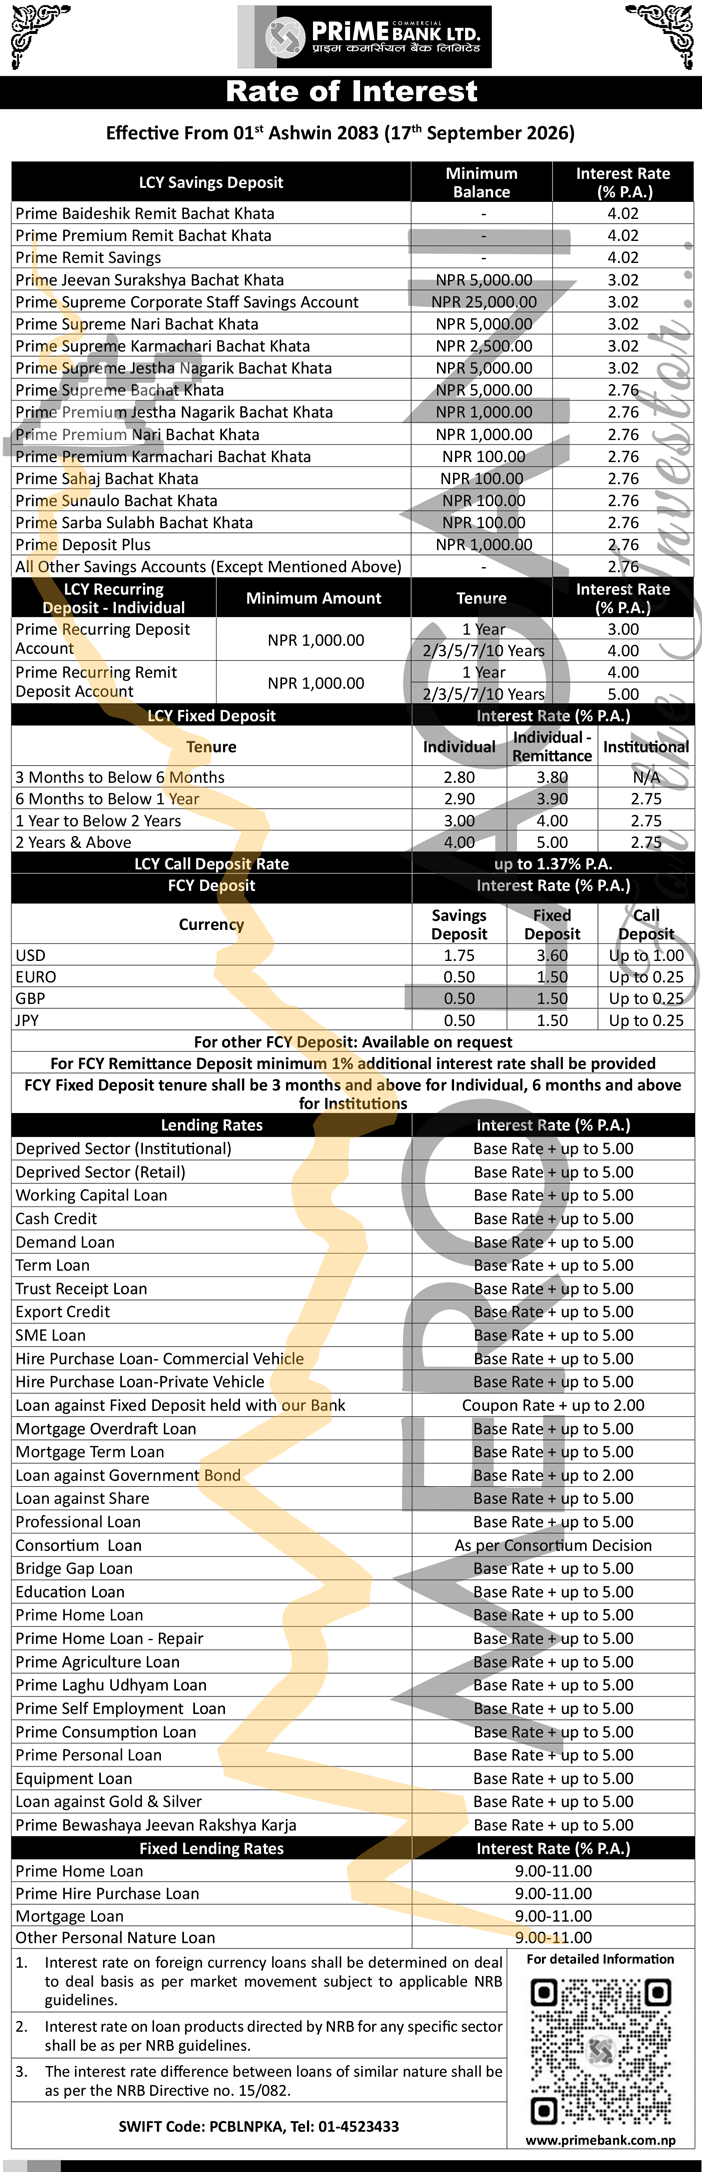 PRIME COMMERCIAL BANK LTD.
प्राइम कमर्सियल बैंक लिमिटेड
Rate of Interest
Effective From 01st Ashwin 2083 (17th September 2026)
LCY Savings Deposit Minimum Balance Interest Rate (% P.A.)
Prime Baideshik Remit Bachat Khata - 4.02
Prime Premium Remit Bachat Khata - 4.02
Prime Remit Savings - 4.02
Prime Jeevan Surakshya Bachat Khata NPR 5,000.00 3.02
Prime Supreme Corporate Staff Savings Account NPR 25,000.00 3.02
Prime Supreme Nari Bachat Khata NPR 5,000.00 3.02
Prime Supreme Karmachari Bachat Khata NPR 2,500.00 3.02
Prime Supreme Jestha Nagarik Bachat Khata NPR 5,000.00 3.02
Prime Supreme Bachat Khata NPR 5,000.00 2.76
Prime Premium Jestha Nagarik Bachat Khata NPR 1,000.00 2.76
Prime Premium Nari Bachat Khata NPR 1,000.00 2.76
Prime Premium Karmachari Bachat Khata NPR 100.00 2.76
Prime Sahaj Bachat Khata NPR 100.00 2.76
Prime Sunaulo Bachat Khata NPR 100.00 2.76
Prime Sarba Sulabh Bachat Khata NPR 100.00 2.76
Prime Deposit Plus NPR 1,000.00 2.76
All Other Savings Accounts (Except Mentioned Above) - 2.76
LCY Recurring Deposit - Individual Minimum Amount Tenure Interest Rate (% P.A.)
Prime Recurring Deposit Account NPR 1,000.00 1 Year 3.00
2/3/5/7/10 Years 4.00
Prime Recurring Remit Deposit Account NPR 1,000.00 1 Year 4.00
2/3/5/7/10 Years 5.00
LCY Fixed Deposit Interest Rate (% P.A.)
Tenure Individual Individual - Remittance Institutional
3 Months to Below 6 Months 2.80 3.80 N/A
6 Months to Below 1 Year 2.90 3.90 2.75
1 Year to Below 2 Years 3.00 4.00 2.75
2 Years & Above 4.00 5.00 2.75
LCY Call Deposit Rate up to 1.37% P.A.
FCY Deposit Interest Rate (% P.A.)
Currency Savings Deposit Fixed Deposit Call Deposit
USD 1.75 3.60 Up to 1.00
EURO 0.50 1.50 Up to 0.25
GBP 0.50 1.50 Up to 0.25
JPY 0.50 1.50 Up to 0.25
For other FCY Deposit: Available on request
For FCY Remittance Deposit minimum 1% additional interest rate shall be provided
FCY Fixed Deposit tenure shall be 3 months and above for Individual, 6 months and above
for Institutions
Lending Rates Interest Rate (% P.A.)
Deprived Sector (Institutional) Base Rate + up to 5.00
Deprived Sector (Retail) Base Rate + up to 5.00
Working Capital Loan Base Rate + up to 5.00
Cash Credit Base Rate + up to 5.00
Demand Loan Base Rate + up to 5.00
Term Loan Base Rate + up to 5.00
Trust Receipt Loan Base Rate + up to 5.00
Export Credit Base Rate + up to 5.00
SME Loan Base Rate + up to 5.00
Hire Purchase Loan- Commercial Vehicle Base Rate + up to 5.00
Hire Purchase Loan-Private Vehicle Base Rate + up to 5.00
Loan against Fixed Deposit held with our Bank Coupon Rate + up to 2.00
Mortgage Overdraft Loan Base Rate + up to 5.00
Mortgage Term Loan Base Rate + up to 5.00
Loan against Government Bond Base Rate + up to 2.00
Loan against Share Base Rate + up to 5.00
Professional Loan Base Rate + up to 5.00
Consortium Loan As per Consortium Decision
Bridge Gap Loan Base Rate + up to 5.00
Education Loan Base Rate + up to 5.00
Prime Home Loan Base Rate + up to 5.00
Prime Home Loan - Repair Base Rate + up to 5.00
Prime Agriculture Loan Base Rate + up to 5.00
Prime Laghu Udhyam Loan Base Rate + up to 5.00
Prime Self Employment Loan Base Rate + up to 5.00
Prime Consumption Loan Base Rate + up to 5.00
Prime Personal Loan Base Rate + up to 5.00
Equipment Loan Base Rate + up to 5.00
Loan against Gold & Silver Base Rate + up to 5.00
Prime Bewashaya Jeevan Rakshya Karja Base Rate + up to 5.00
Fixed Lending Rates Interest Rate (% P.A.)
Prime Home Loan 9.00-11.00
Prime Hire Purchase Loan 9.00-11.00
Mortgage Loan 9.00-11.00
Other Personal Nature Loan 9.00-11.00
1. Interest rate on foreign currency loans shall be determined on deal
to deal basis as per market movement subject to applicable NRB
guidelines.
2. Interest rate on loan products directed by NRB for any specific sector
shall be as per NRB guidelines.
3. The interest rate difference between loans of similar nature shall be
as per the NRB Directive no. 15/082.
SWIFT Code: PCBLNPKA, Tel: 01-4523433
For detailed Information
www.primebank.com.np
MERO LAGANI
For the Investor...